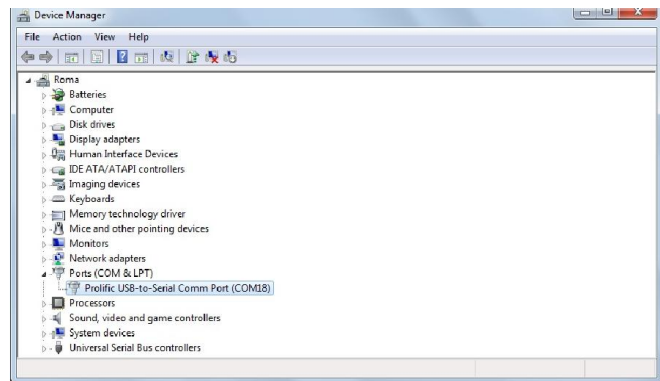 Device Manager
File Action View Help
Roma
Batteries
Computer
Disk drives
Display adapters
Human Interface Devices
IDE ATA/ATAPI controllers
Imaging devices
Keyboards
Memory technology driver
Mice and other pointing devices
Monitors
Network adapters
Ports (COM & LPT)
Prolific USB-to-Serial Comm Port (COM18)
Processors
Sound, video and game controllers
System devices
Universal Serial Bus controllers